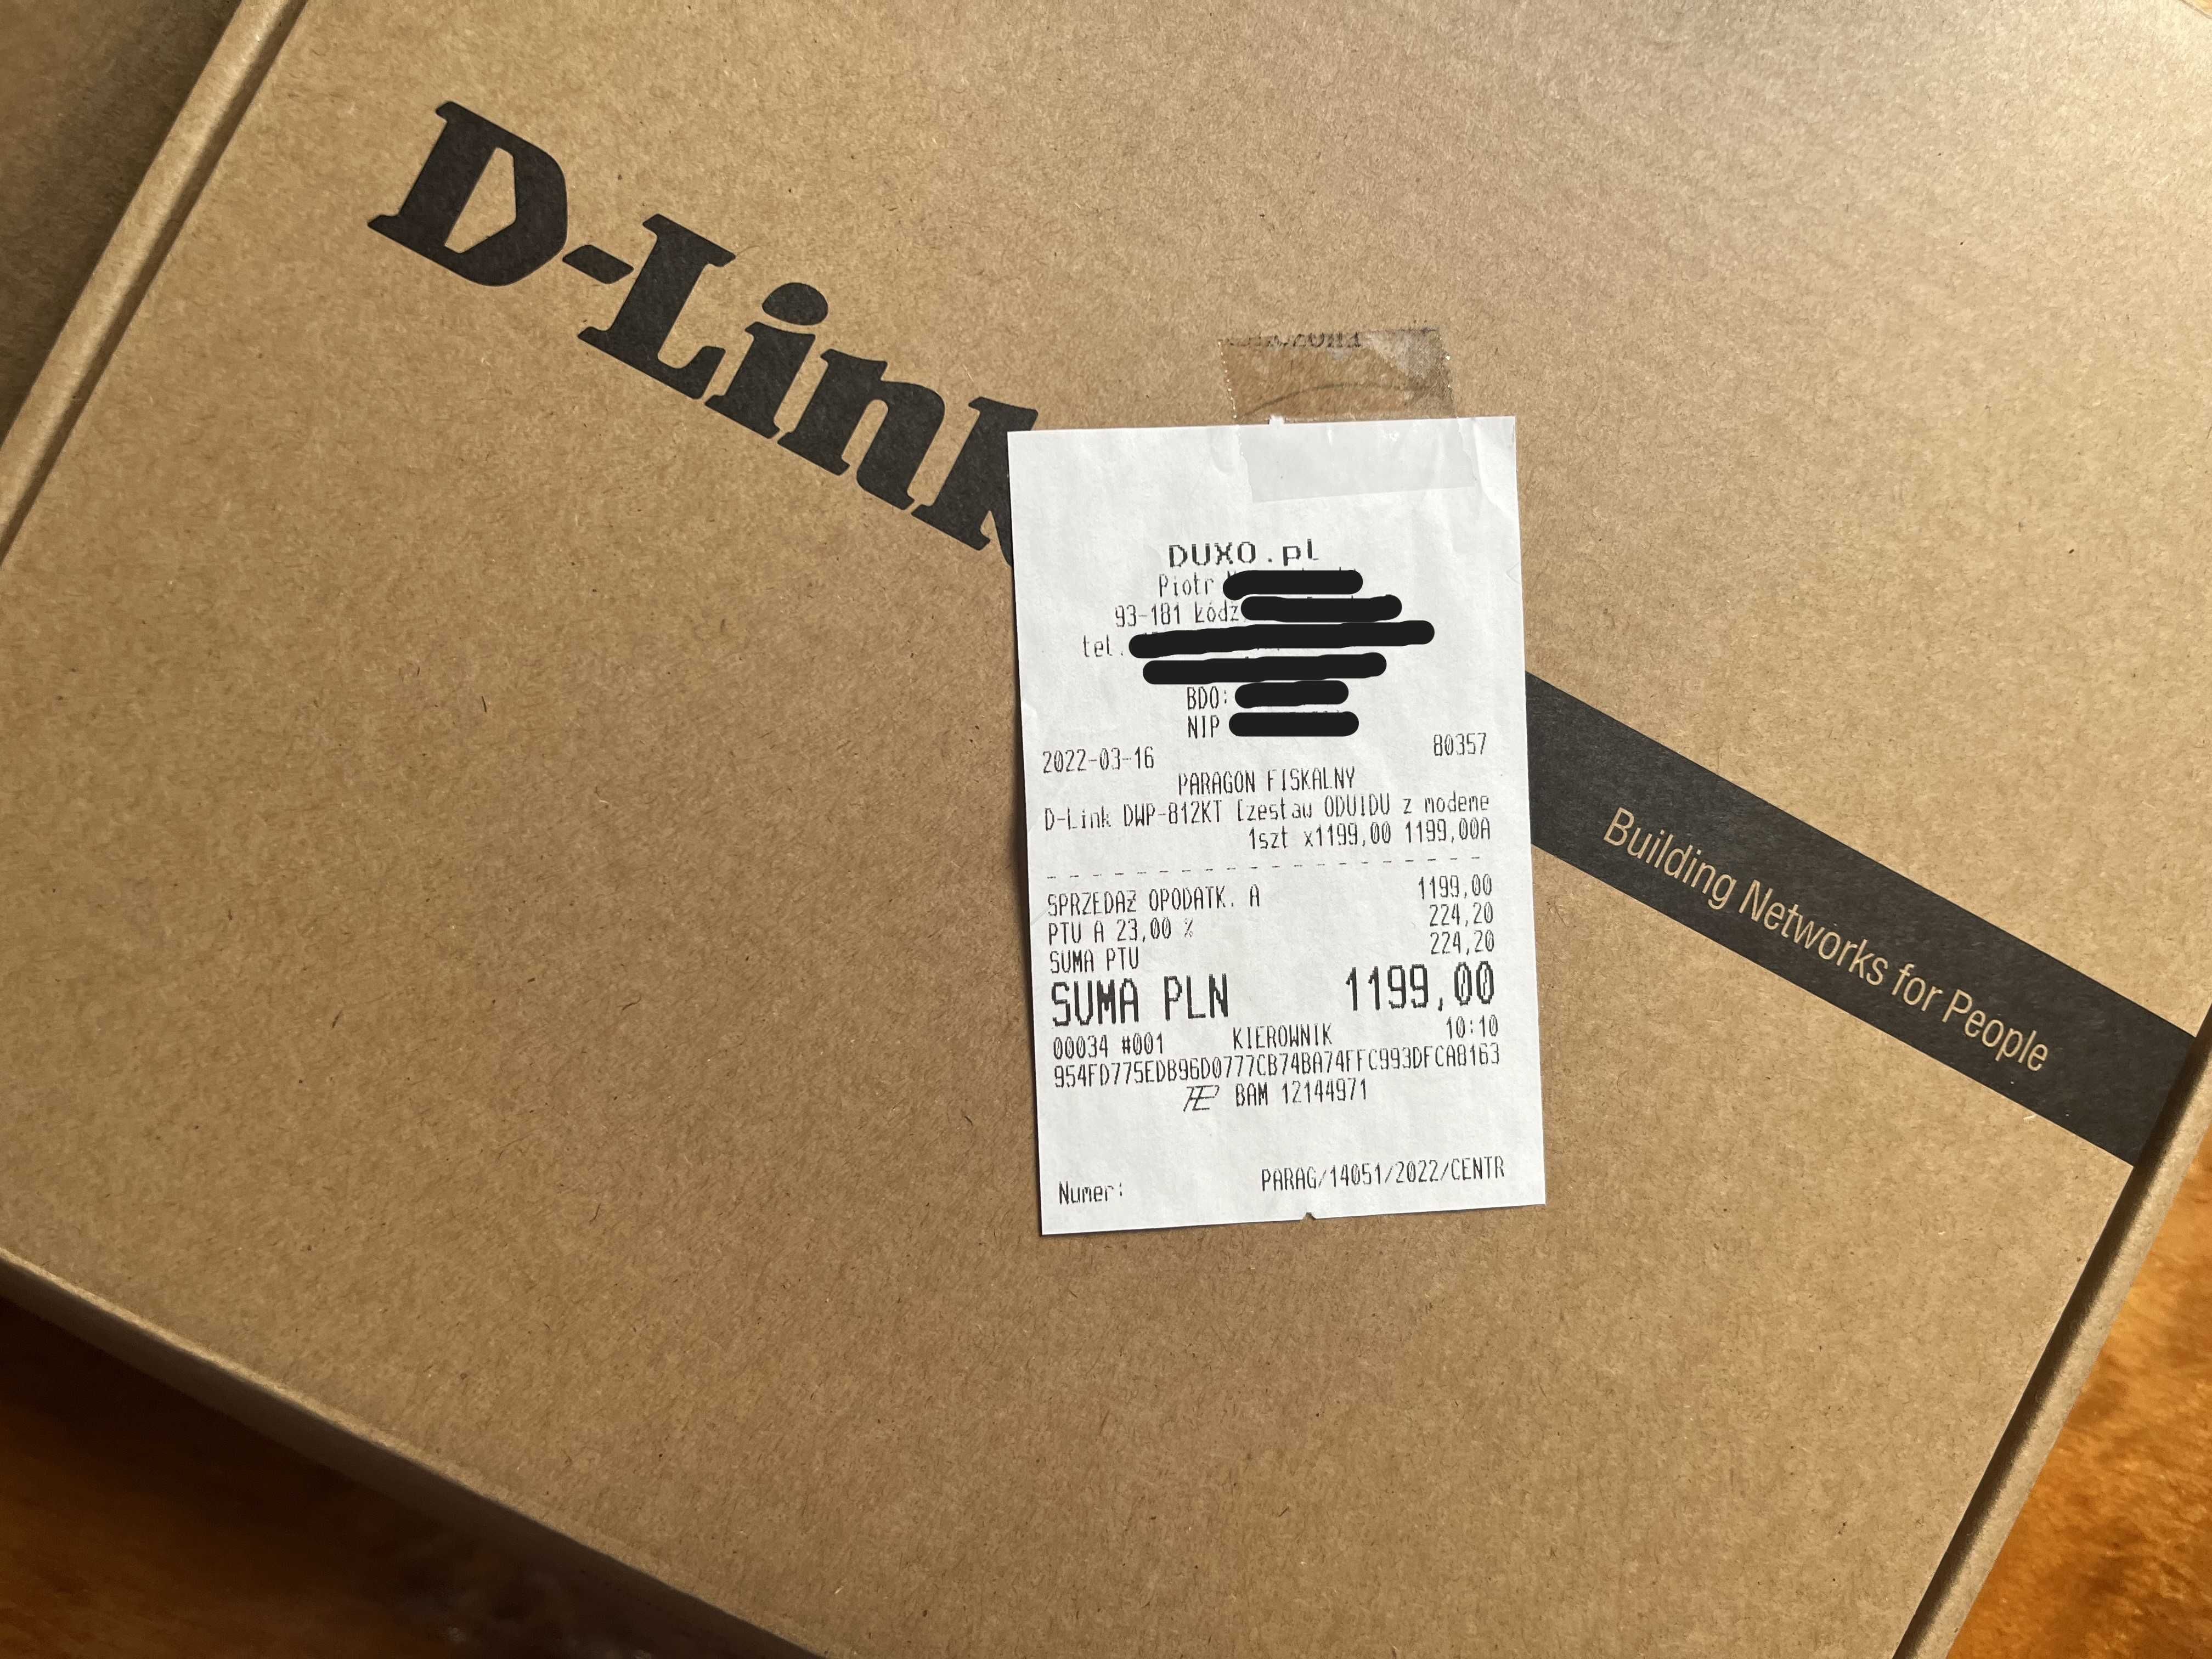 D-Link
DUXO.pl
Piotr
93-181 Łódź
tel.
BDO:
NIP
2022-03-16 80357
PARAGON FISKALNY
D-Link DWP-812KT [zestaw ODUIDU z modeme
1szt x1199,00 1199,00A
SPRZEDAŻ OPODATK. A 1199,00
PTU A 23,00 % 224,20
SUMA PTU 224,20
SUMA PLN 1199,00
00034 #001 KIEROWNIK 10:10
954FD775EDB96D0777CB74BA74FFC993DFCA8163
BAM 12144971
Numer: PARAG/14051/2022/CENTR
Building Networks for People